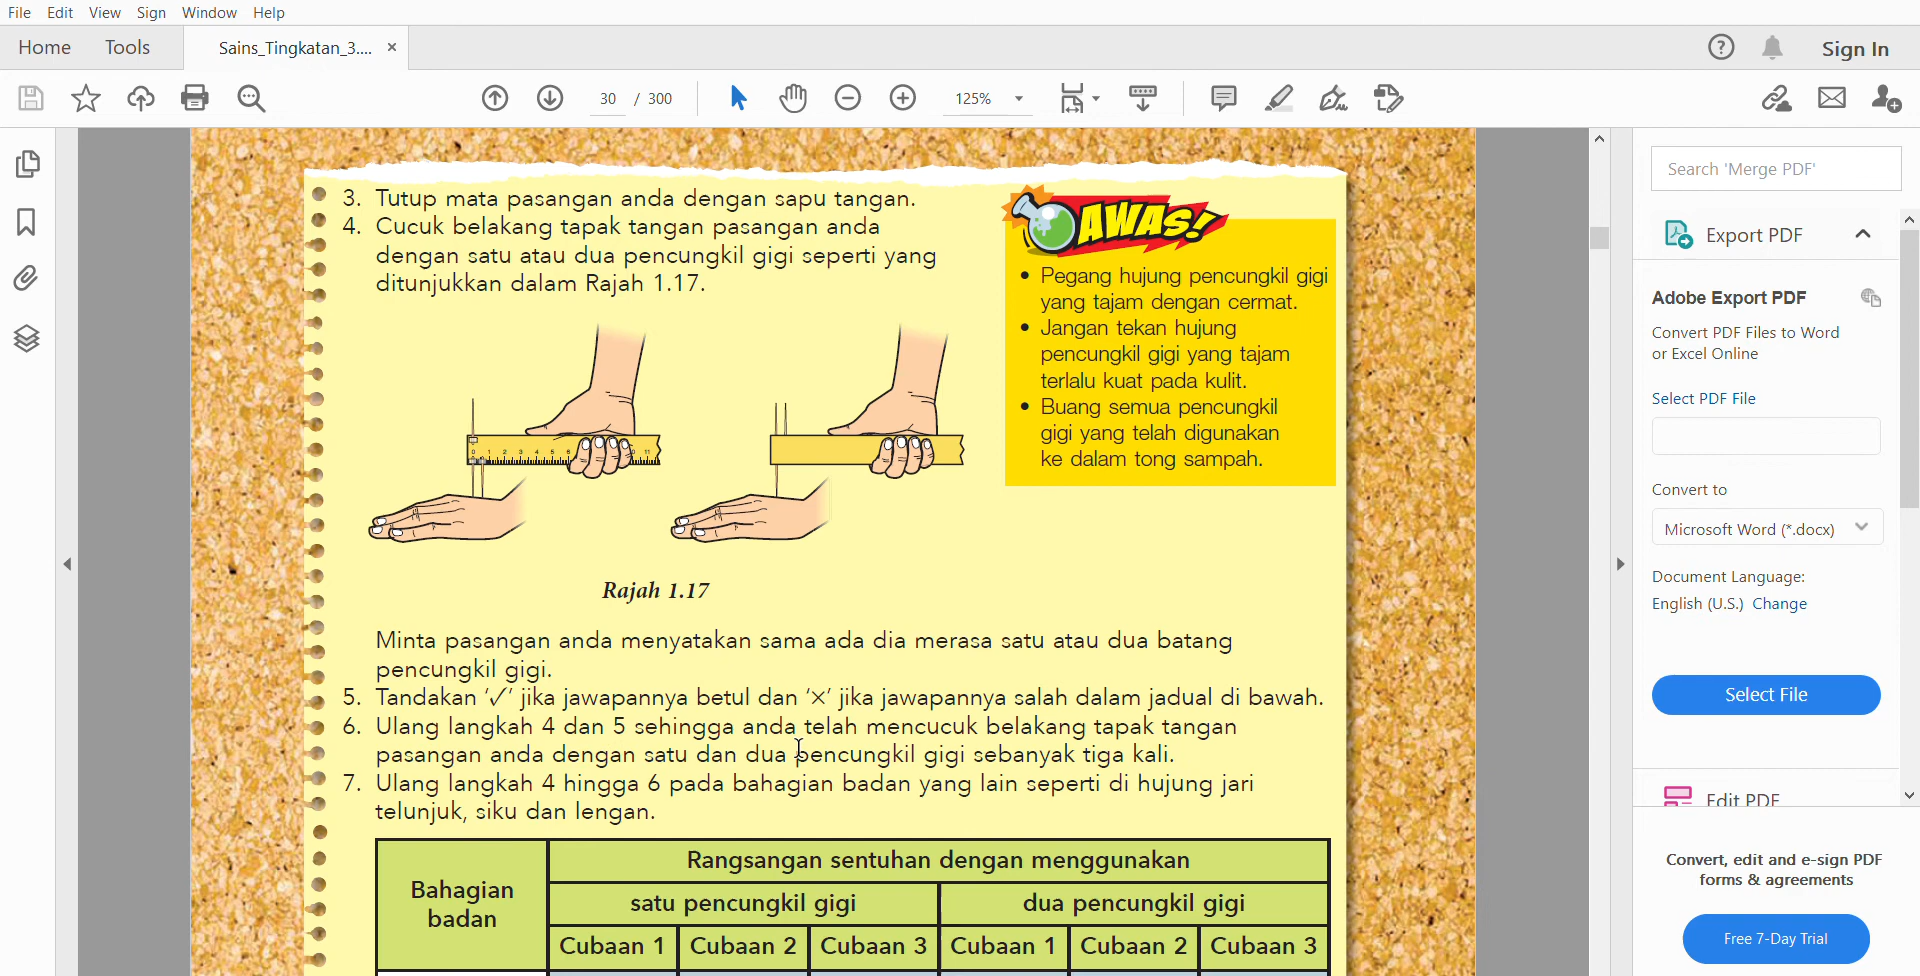 File Edit View Sign Window Help
Home Tools Sains_Tingkatan_3.... × Sign In
30 / 300 125%
3. Tutup mata pasangan anda dengan sapu tangan.
4. Cucuk belakang tapak tangan pasangan anda
dengan satu atau dua pencungkil gigi seperti yang
ditunjukkan dalam Rajah 1.17.
AWAS!
• Pegang hujung pencungkil gigi
yang tajam dengan cermat.
• Jangan tekan hujung
pencungkil gigi yang tajam
terlalu kuat pada kulit.
• Buang semua pencungkil
gigi yang telah digunakan
ke dalam tong sampah.
0 1 2 3 4 5 6 0 11
Rajah 1.17
Minta pasangan anda menyatakan sama ada dia merasa satu atau dua batang
pencungkil gigi.
5. Tandakan ‘✓’ jika jawapannya betul dan ‘×’ jika jawapannya salah dalam jadual di bawah.
6. Ulang langkah 4 dan 5 sehingga anda telah mencucuk belakang tapak tangan
pasangan anda dengan satu dan dua pencungkil gigi sebanyak tiga kali.
7. Ulang langkah 4 hingga 6 pada bahagian badan yang lain seperti di hujung jari
telunjuk, siku dan lengan.
Bahagian
badan
Rangsangan sentuhan dengan menggunakan
satu pencungkil gigi dua pencungkil gigi
Cubaan 1 Cubaan 2 Cubaan 3 Cubaan 1 Cubaan 2 Cubaan 3
Search 'Merge PDF'
Export PDF
Adobe Export PDF
Convert PDF Files to Word
or Excel Online
Select PDF File
Convert to
Microsoft Word (*.docx)
Document Language:
English (U.S.) Change
Select File
Edit PDF
Convert, edit and e-sign PDF
forms & agreements
Free 7-Day Trial